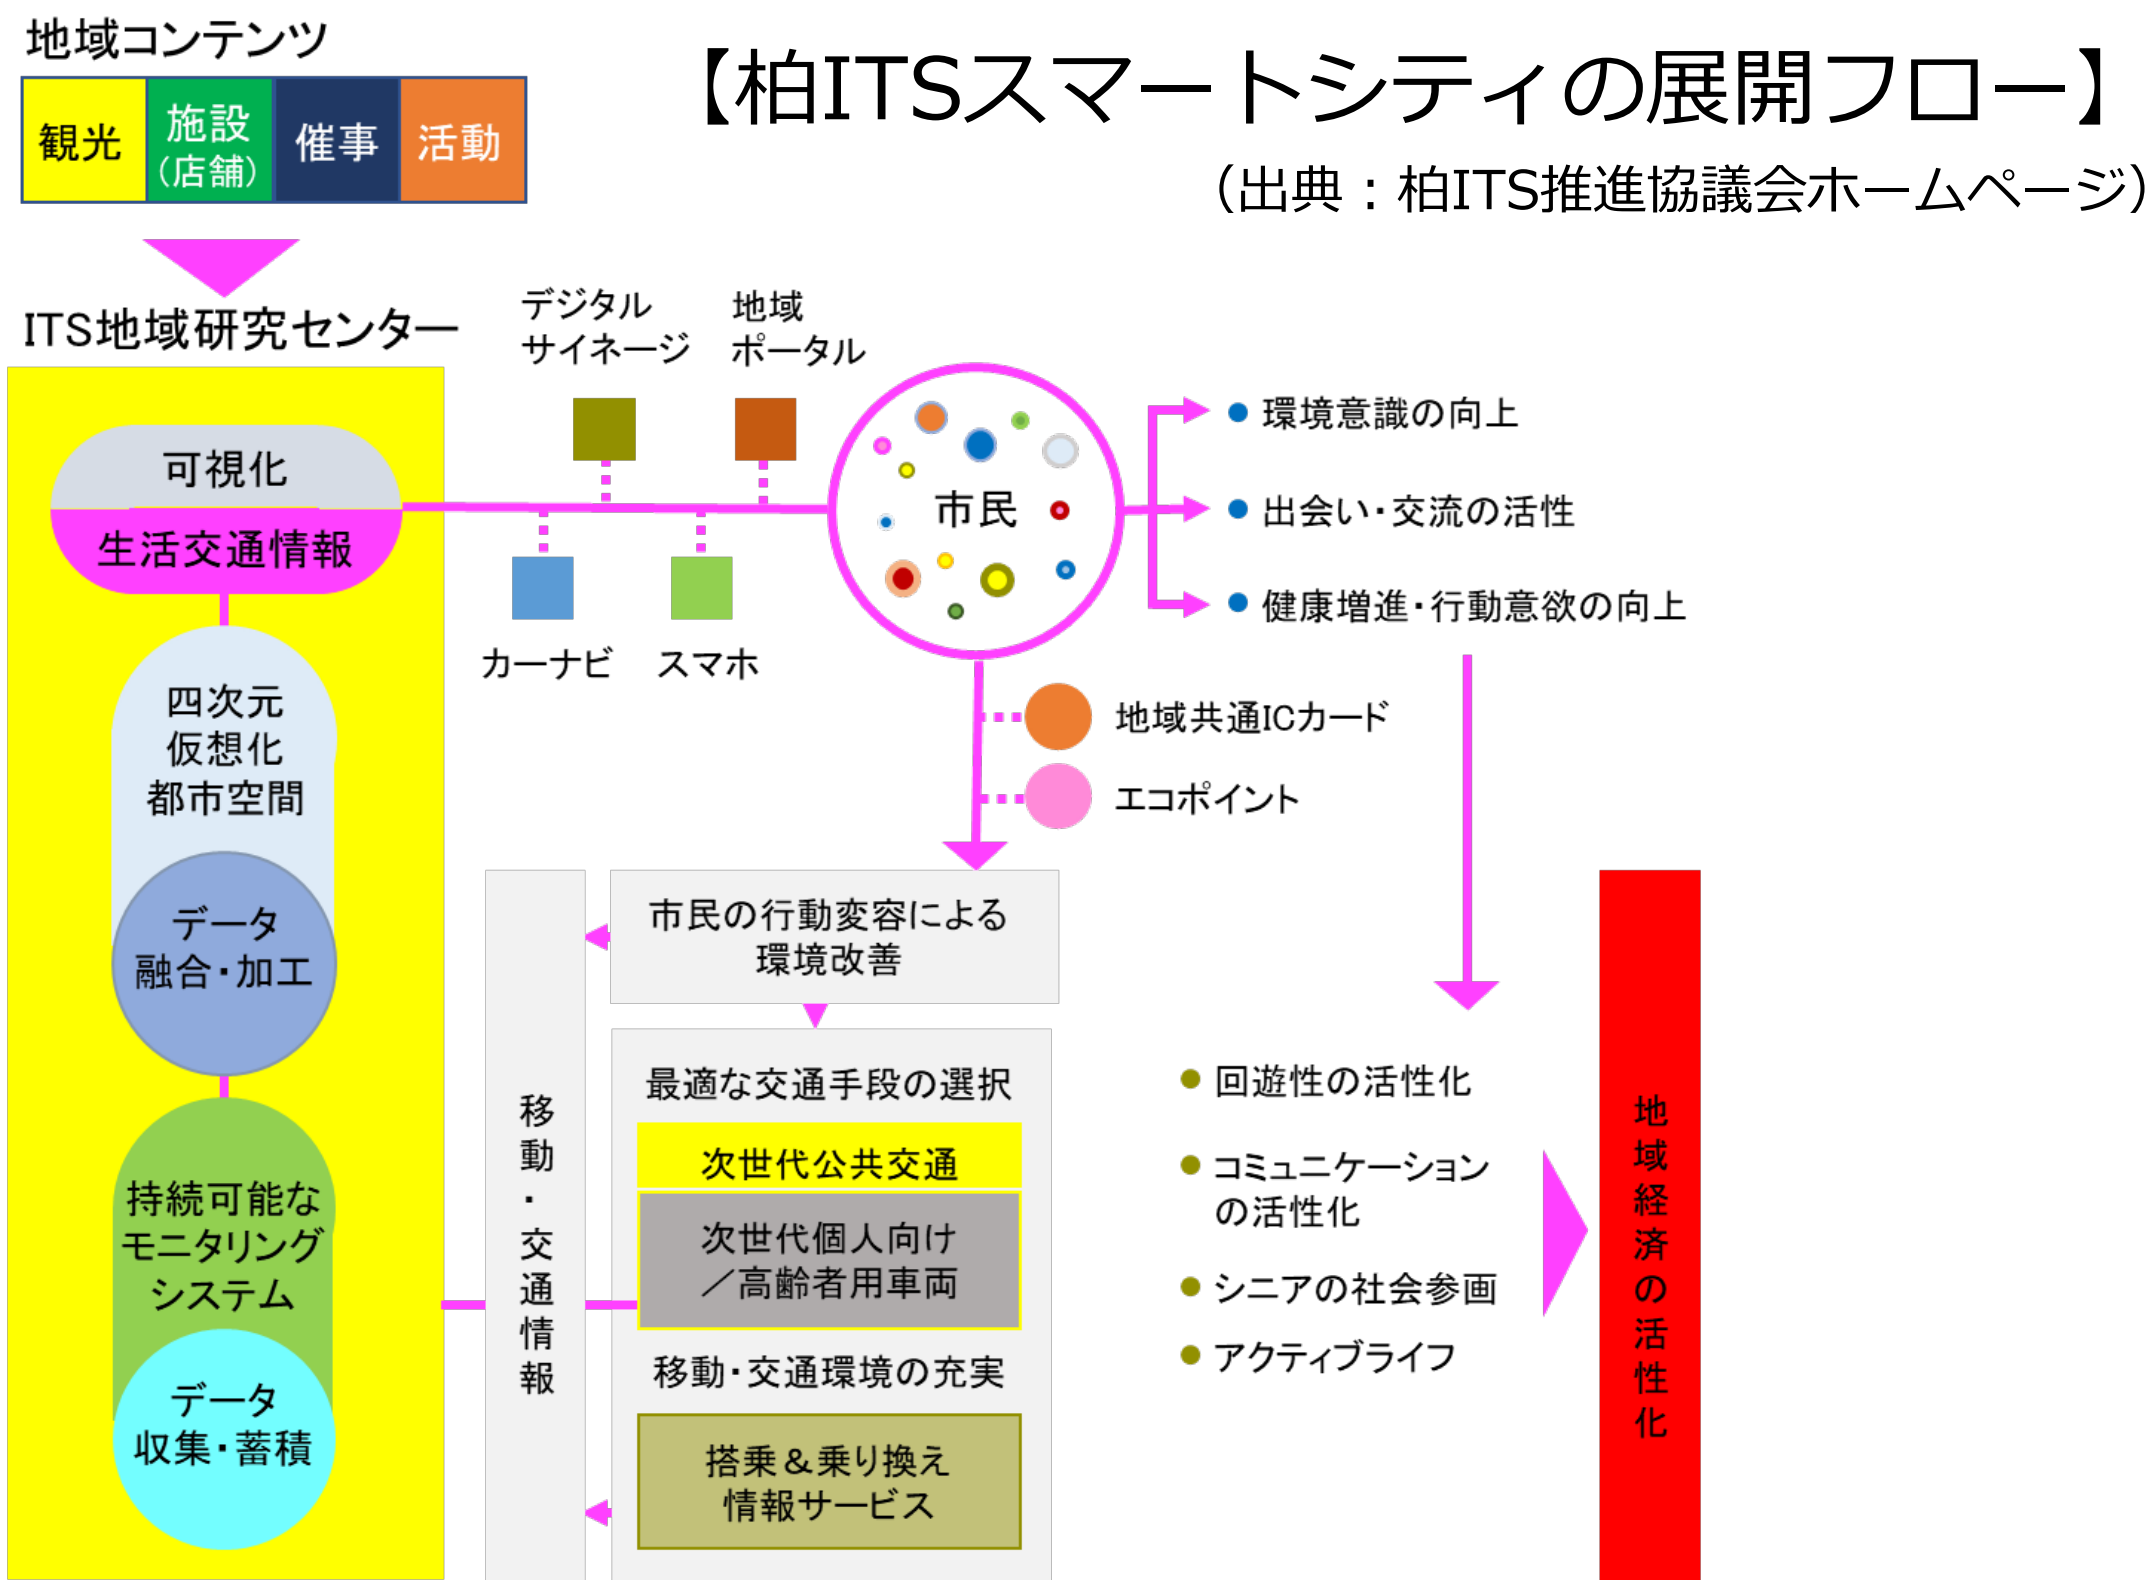 地域コンテンツ
【柏ITSスマートシティの展開フロー】
（出典：柏ITS推進協議会ホームページ）
観光
施設
（店舗）
催事
活動
ITS地域研究センター
可視化
生活交通情報
四次元
仮想化
都市空間
データ
融合・加工
持続可能な
モニタリング
システム
データ
収集・蓄積
デジタル
サイネージ
地域
ポータル
カーナビ
スマホ
市民
環境意識の向上
出会い・交流の活性
健康増進・行動意欲の向上
地域共通ICカード
エコポイント
市民の行動変容による
環境改善
移動・交通情報
最適な交通手段の選択
次世代公共交通
次世代個人向け
／高齢者用車両
移動・交通環境の充実
搭乗＆乗り換え
情報サービス
回遊性の活性化
コミュニケーション
の活性化
シニアの社会参画
アクティブライフ
地域経済の活性化